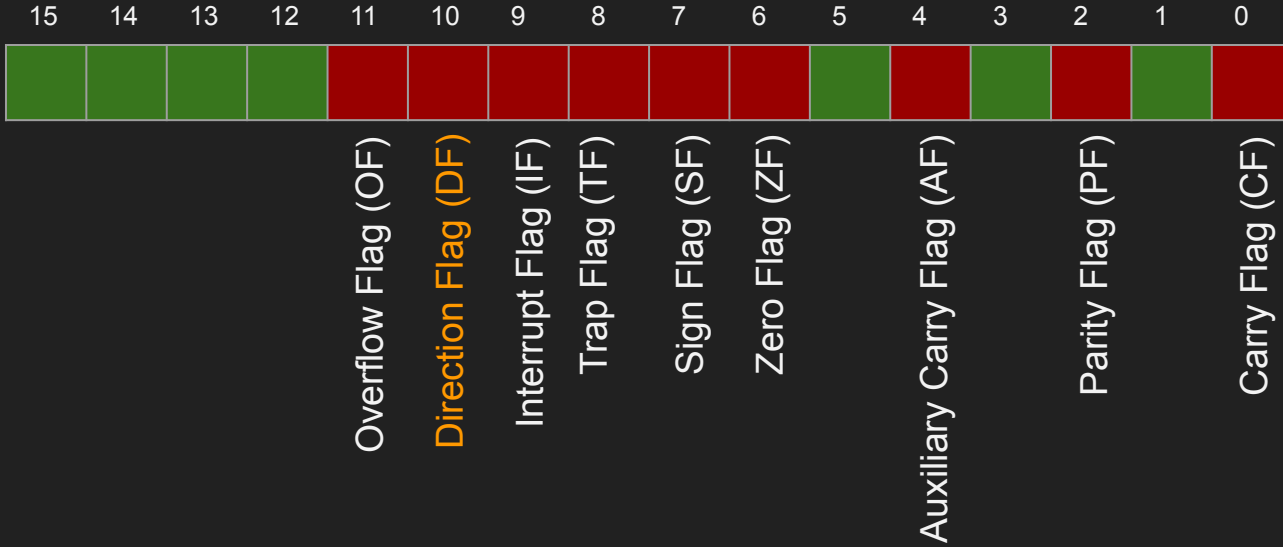 15 14 13 12 11 10 9 8 7 6 5 4 3 2 1 0
Overflow Flag (OF)
Direction Flag (DF)
Interrupt Flag (IF)
Trap Flag (TF)
Sign Flag (SF)
Zero Flag (ZF)
Auxiliary Carry Flag (AF)
Parity Flag (PF)
Carry Flag (CF)